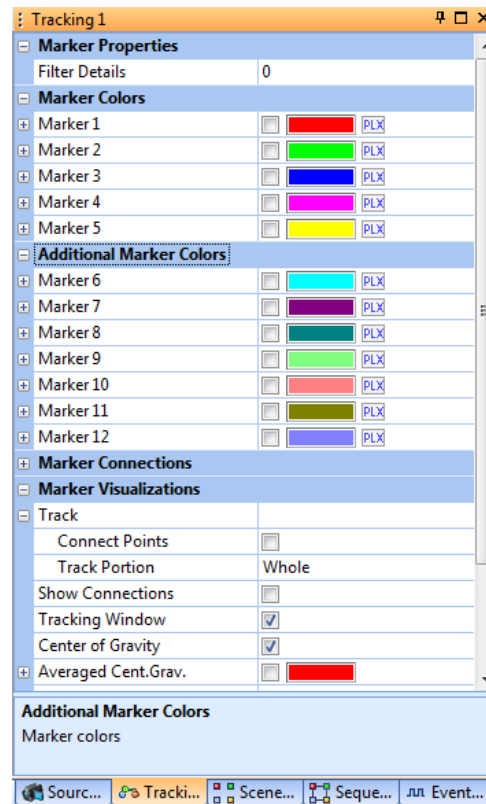 Tracking 1
Marker Properties
Filter Details 0
Marker Colors
Marker 1 PLX
Marker 2 PLX
Marker 3 PLX
Marker 4 PLX
Marker 5 PLX
Additional Marker Colors
Marker 6 PLX
Marker 7 PLX
Marker 8 PLX
Marker 9 PLX
Marker 10 PLX
Marker 11 PLX
Marker 12 PLX
Marker Connections
Marker Visualizations
Track
Connect Points
Track Portion Whole
Show Connections
Tracking Window
Center of Gravity
Averaged Cent.Grav.
Additional Marker Colors
Marker colors
Sourc... Tracki... Scene... Seque... Event...